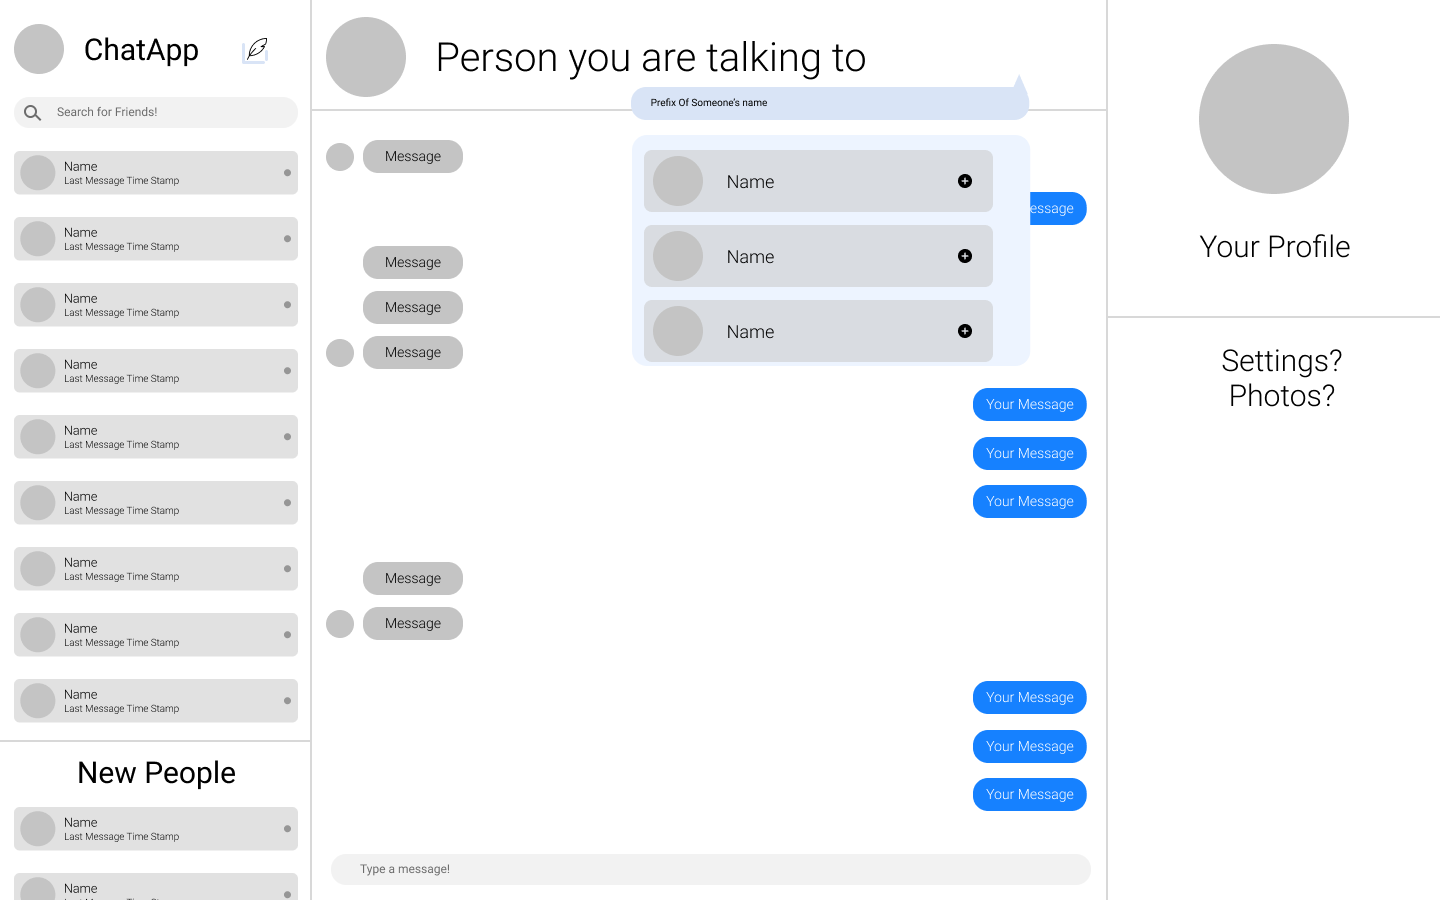 ChatApp
Search for Friends!
Name
Last Message Time Stamp
Name
Last Message Time Stamp
Name
Last Message Time Stamp
Name
Last Message Time Stamp
Name
Last Message Time Stamp
Name
Last Message Time Stamp
Name
Last Message Time Stamp
Name
Last Message Time Stamp
Name
Last Message Time Stamp
New People
Name
Last Message Time Stamp
Name
Last Message Time Stamp
Person you are talking to
Prefix Of Someone's name
Name
Name
Name
Message
essage
Message
Message
Message
Your Message
Your Message
Your Message
Message
Message
Your Message
Your Message
Your Message
Type a message!
Your Profile
Settings?
Photos?